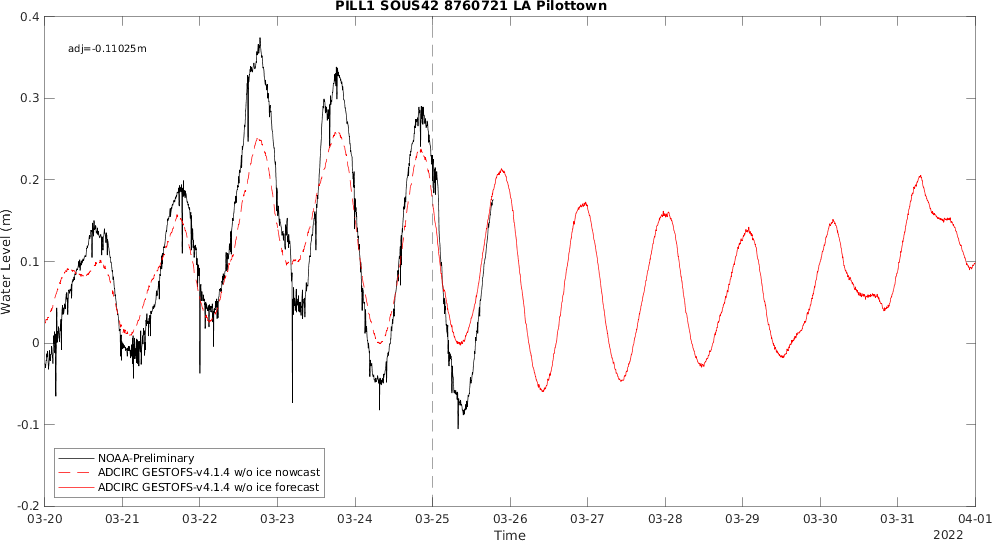 PILL1 SOUS42 8760721 LA Pilottown
adj=-0.11025m
0.4
0.3
0.2
0.1
0
-0.1
-0.2
Water Level (m)
NOAA-Preliminary
ADCIRC GESTOFS-v4.1.4 w/o ice nowcast
ADCIRC GESTOFS-v4.1.4 w/o ice forecast
03-20 03-21 03-22 03-23 03-24 03-25 03-26 03-27 03-28 03-29 03-30 03-31 04-01
Time
2022